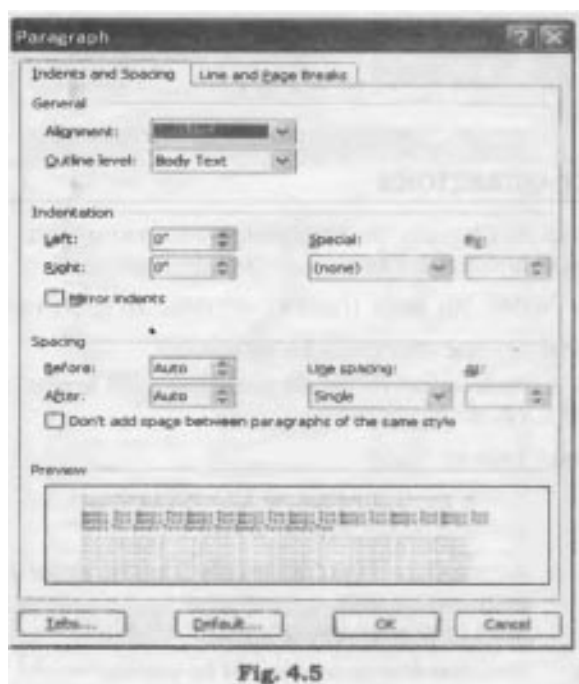 Paragraph
Indents and Spacing Line and Page Breaks
General
Alignment:
Outline level: Body Text
Indentation
Left: 0" Special: By:
Right: 0" (none)
Mirror indents
Spacing
Before: Auto Line spacing: At:
After: Auto Single
Don't add space between paragraphs of the same style
Preview
Tabs... Default... OK Cancel
Fig. 4.5